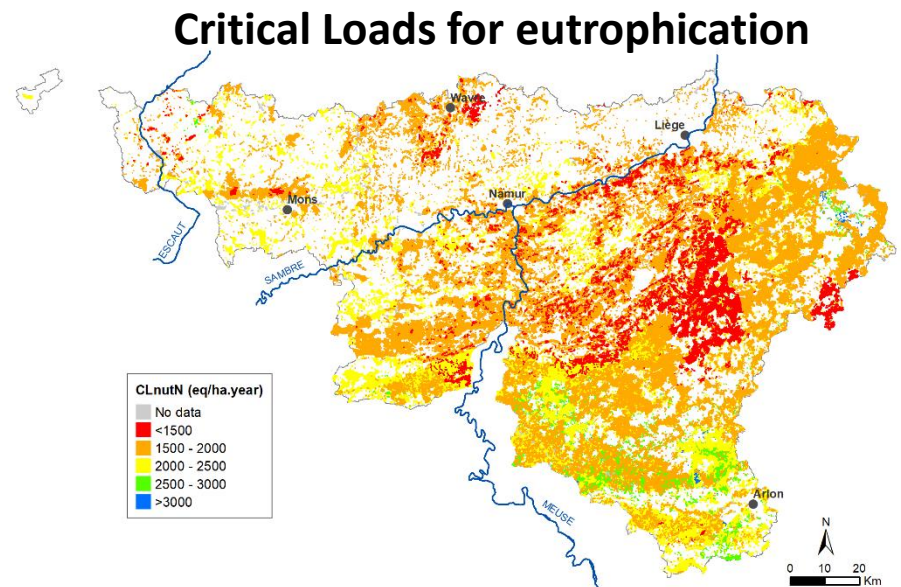 Critical Loads for eutrophication
Wavre
Liège
Mons
Namur
ESCAUT
SAMBRE
CLnutN (eq/ha.year)
No data
<1500
1500 - 2000
2000 - 2500
2500 - 3000
>3000
MEUSE
Arlon
N
0 10 20
Km